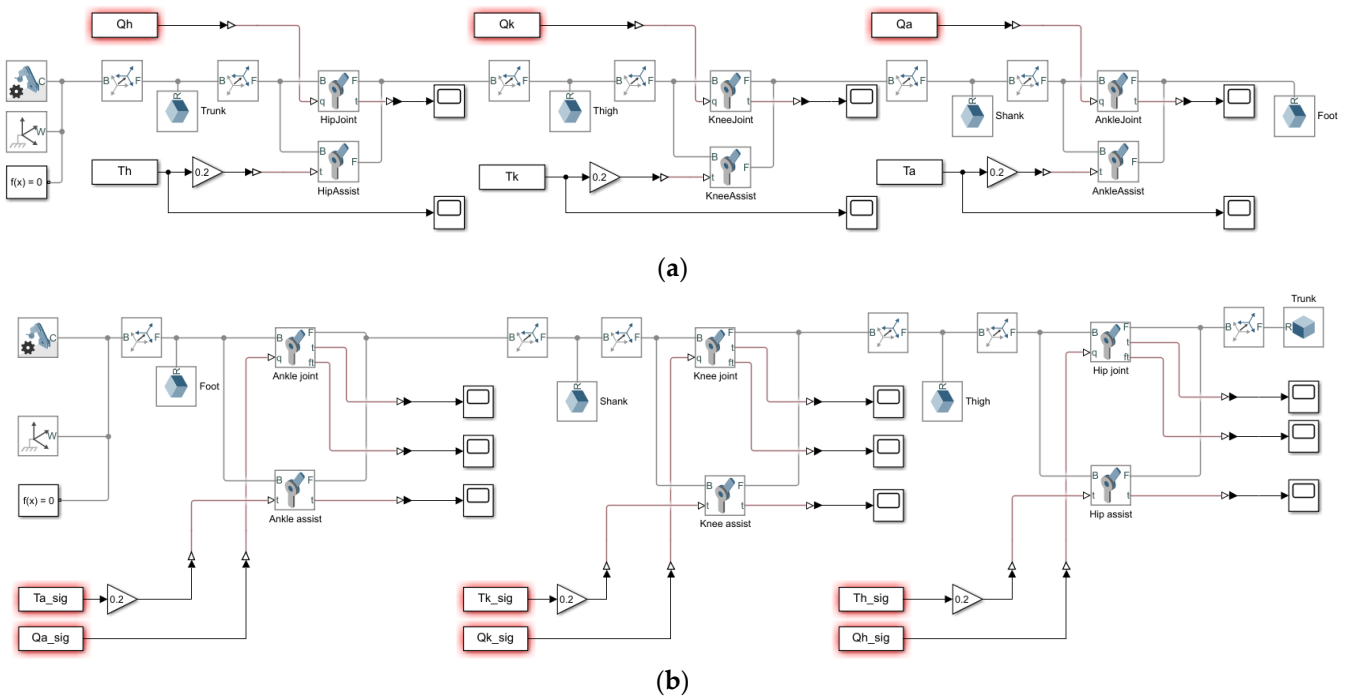 Qh Qk Qa
C B F B F B F B F B F B F B F B F B F
R Trunk q t R Thigh q t R Shank q t R Foot
W HipJoint KneeJoint AnkleJoint
f(x) = 0 Th 0.2 B F t Tk 0.2 B F t Ta 0.2 B F t
HipAssist KneeAssist AnkleAssist
(a)
Trunk
C B F B F B F B F B F B F B F B F R
q t ft q t ft q t ft
R Foot Ankle joint R Shank Knee joint R Thigh Hip joint
W
f(x) = 0 B F t t B F t t B F t t
Ankle assist Knee assist Hip assist
Ta_sig 0.2 Tk_sig 0.2 Th_sig 0.2
Qa_sig Qk_sig Qh_sig
(b)